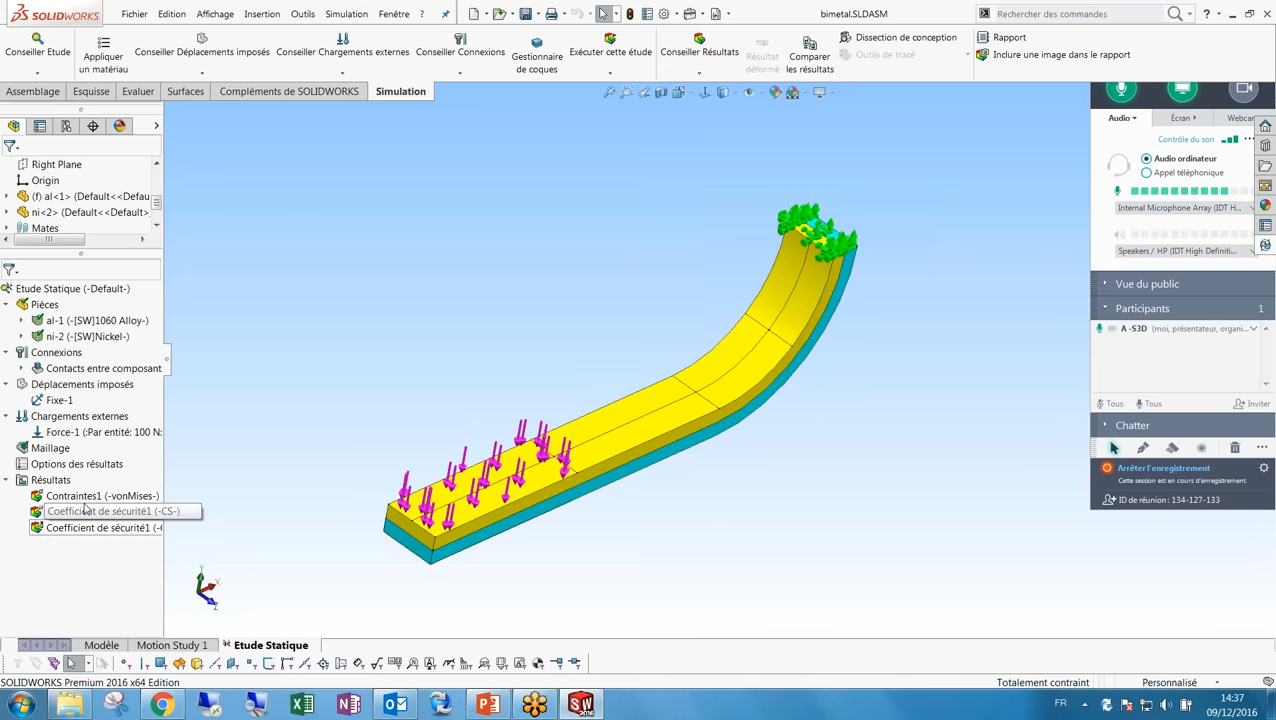 SOLIDWORKS
Fichier Edition Affichage Insertion Outils Simulation Fenêtre
bimetal.SLDASM
Rechercher des commandes
Conseiller Etude
Appliquer
un matériau
Conseiller Déplacements imposés
Conseiller Chargements externes
Conseiller Connexions
Gestionnaire
de coques
Exécuter cette étude
Conseiller Résultats
Résultat
déformé
Comparer
les résultats
Dissection de conception
Outils de tracé
Rapport
Inclure une image dans le rapport
Assemblage Esquisse Evaluer Surfaces Compléments de SOLIDWORKS Simulation
Right Plane
Origin
(f) al<1> (Default<<Defau
ni<2> (Default<<Default>
Mates
Etude Statique (-Default-)
Pièces
al-1 (-[SW]1060 Alloy-)
ni-2 (-[SW]Nickel-)
Connexions
Contacts entre composant
Déplacements imposés
Fixe-1
Chargements externes
Force-1 (:Par entité: 100 N:
Maillage
Options des résultats
Résultats
Contraintes1 (-vonMises-)
Coefficient de sécurité1 (-CS-)
Coefficient de sécurité1 (-
Y
X
Z
Audio Écran Webcam
Contrôle du son
Audio ordinateur
Appel téléphonique
Internal Microphone Array (IDT H...
Speakers / HP (IDT High Definiti...
Vue du public
Participants 1
A -S3D (moi, présentateur, organi...
Tous Tous Inviter
Chatter
Arrêter l'enregistrement
Cette session est en cours d'enregistrement.
ID de réunion : 134-127-133
Modèle Motion Study 1 Etude Statique
SOLIDWORKS Premium 2016 x64 Edition
Totalement contraint
Personnalisé
FR
14:37
09/12/2016